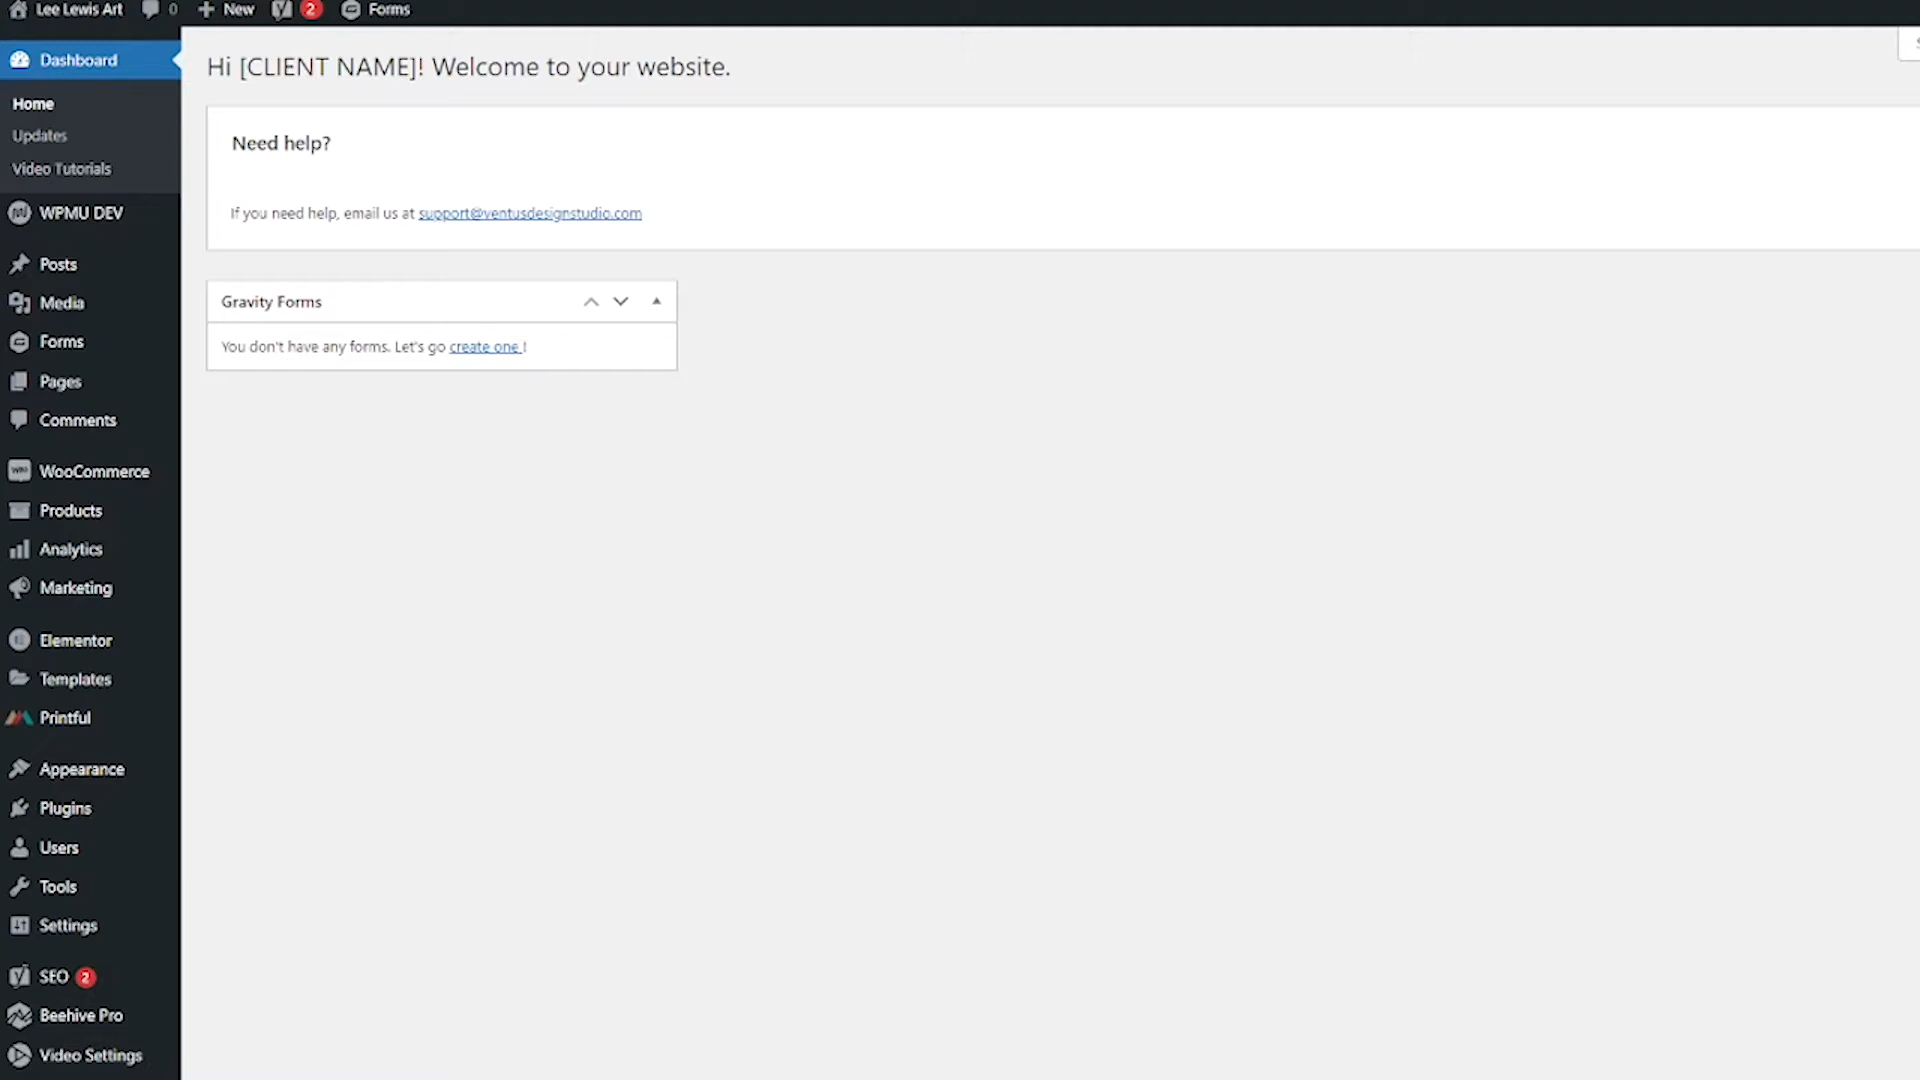 Lee Lewis Art 0 New 2 Forms
Dashboard
Home
Updates
Video Tutorials
WPMU DEV
Posts
Media
Forms
Pages
Comments
WooCommerce
Products
Analytics
Marketing
Elementor
Templates
Printful
Appearance
Plugins
Users
Tools
Settings
SEO 2
Beehive Pro
Video Settings
Hi [CLIENT NAME]! Welcome to your website.
Need help?
If you need help, email us at support@ventusdesignstudio.com
Gravity Forms
You don't have any forms. Let's go create one !